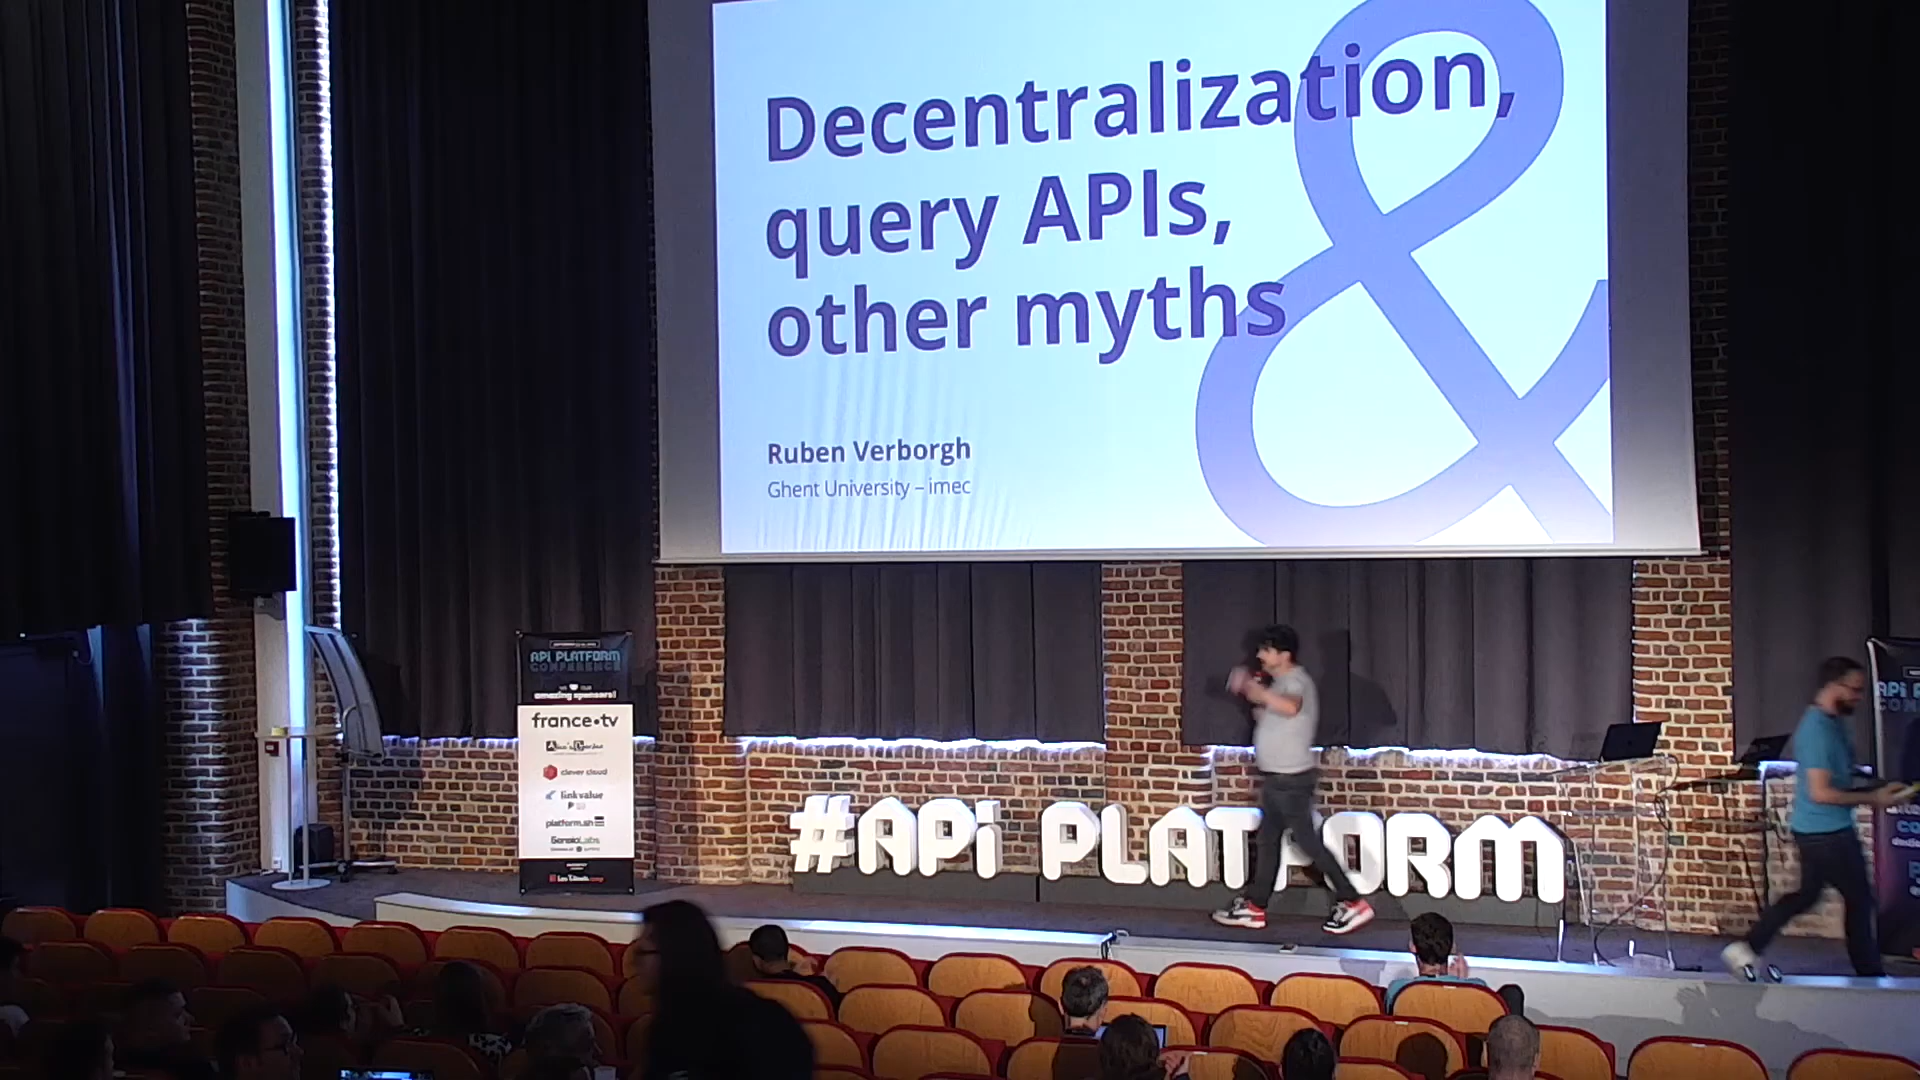 Decentralization,
query APIs,
other myths
&
Ruben Verborgh
Ghent University – imec
API PLATFORM
CONFERENCE
amazing sponsors!
france•tv
clever cloud
linkvalue
platform.sh
#API PLATFORM